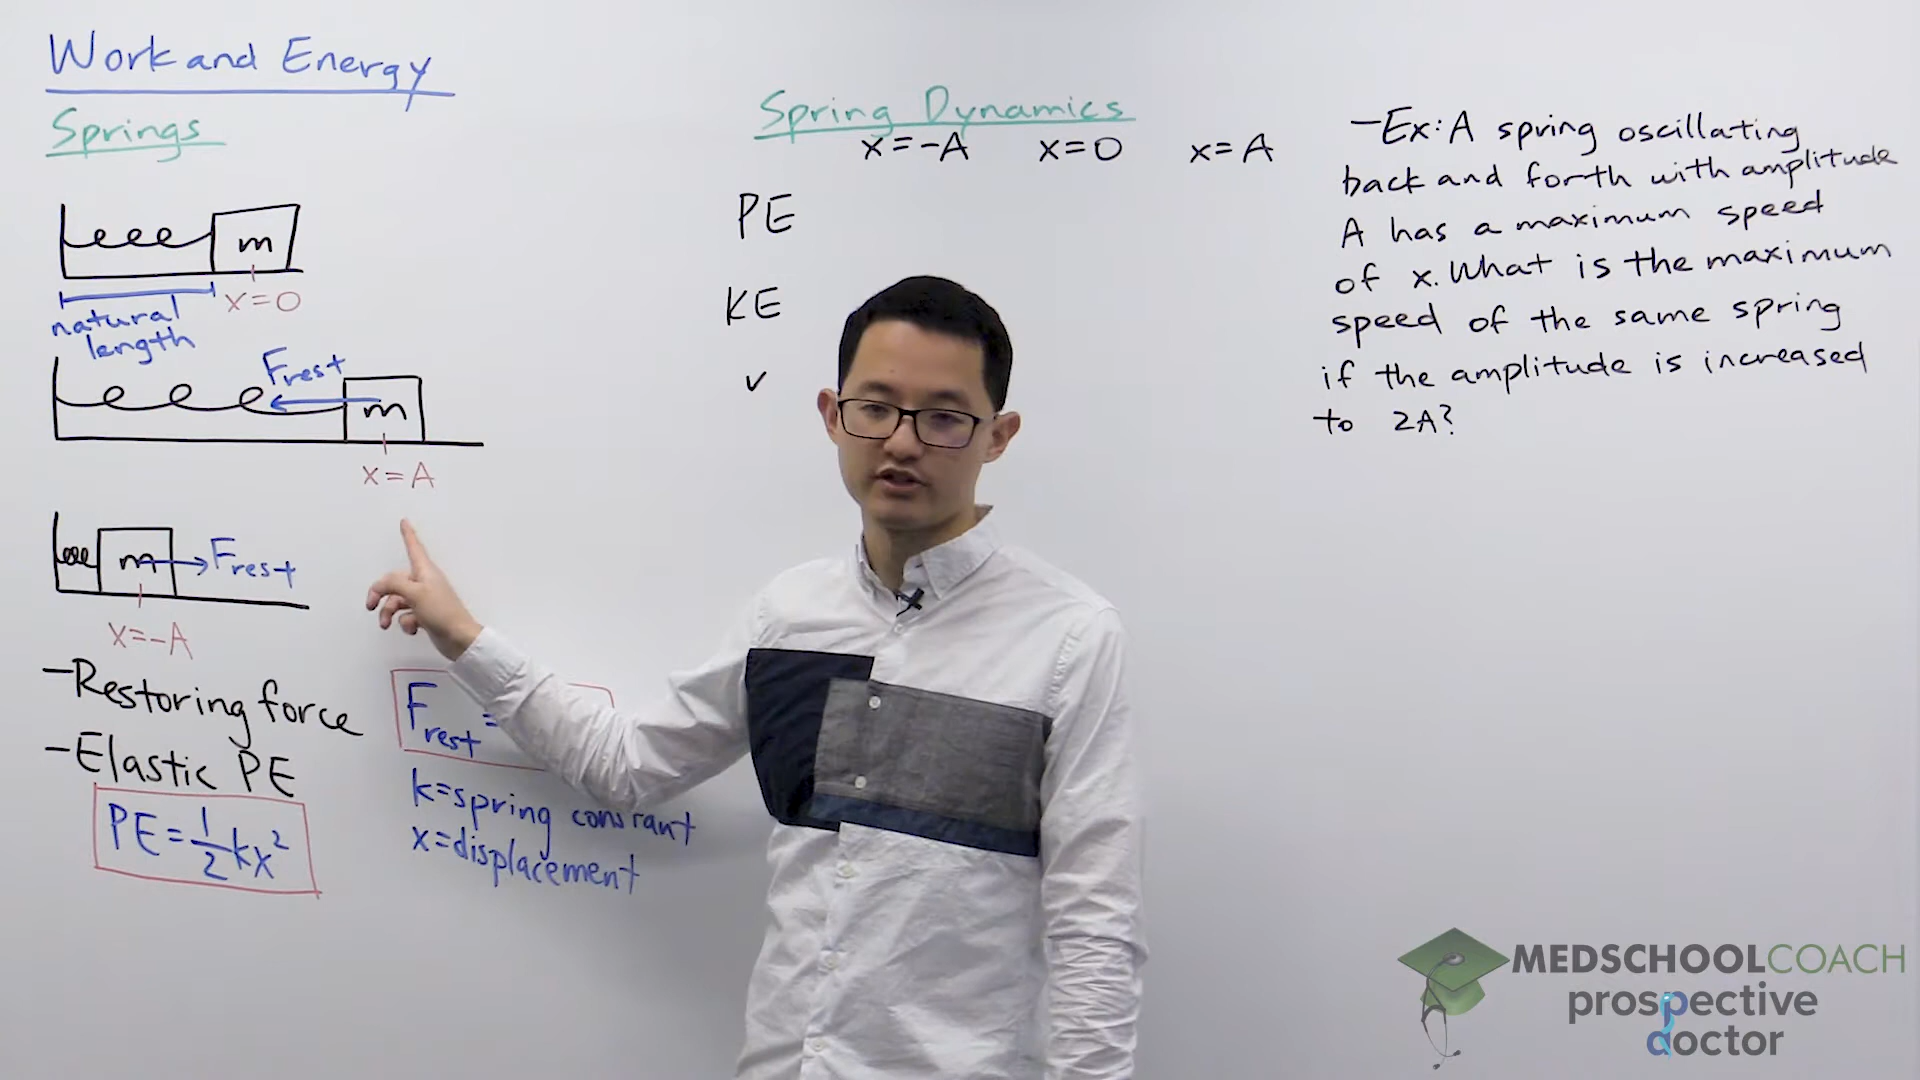 Work and Energy
Springs
m
x=0
natural
length
Frest
m
x=A
m
Frest
x=-A
-Restoring force
-Elastic PE
PE=1/2kx²
Frest=
k=spring constant
x=displacement
Spring Dynamics
x=-A x=0 x=A
PE
KE
v
-Ex: A spring oscillating
back and forth with amplitude
A has a maximum speed
of x. What is the maximum
speed of the same spring
if the amplitude is increased
to 2A?
MEDSCHOOLCOACH
prospective
doctor